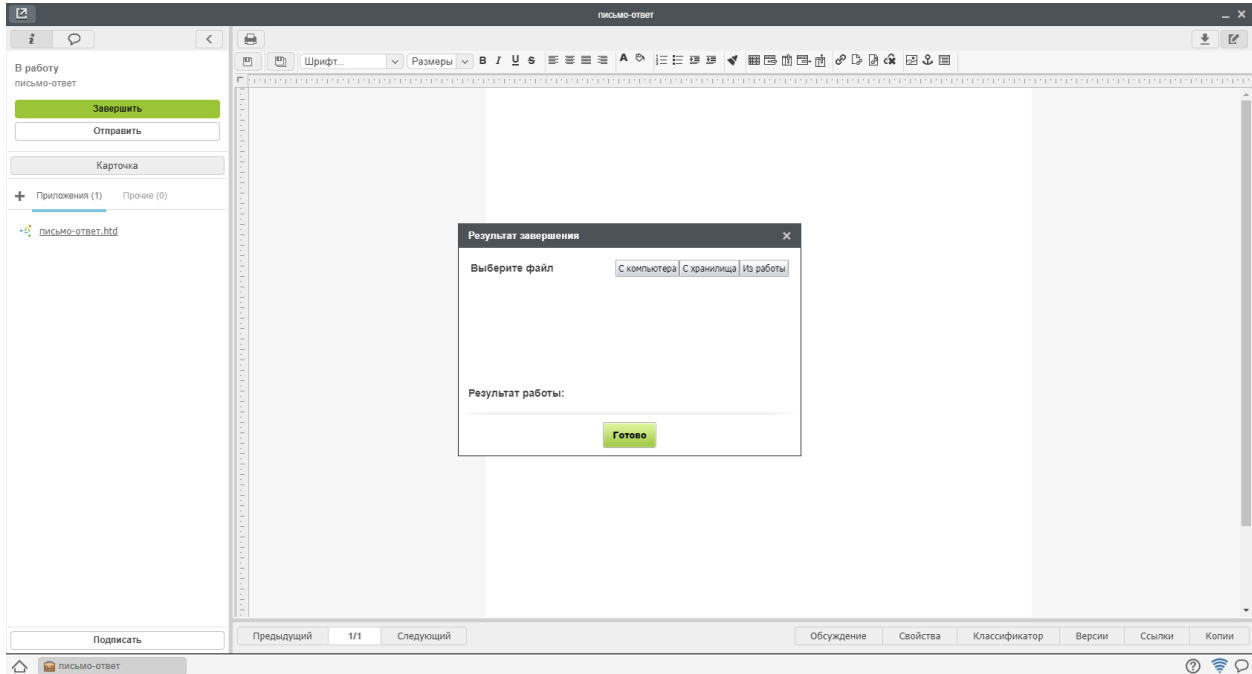 письмо-ответ
В работу
письмо-ответ
Завершить
Отправить
Карточка
Приложения (1) Прочие (0)
письмо-ответ.htd
Подписать
Шрифт... Размеры B I U S A
Результат завершения
Выберите файл С компьютера С хранилища Из работы
Результат работы:
Готово
Предыдущий 1/1 Следующий Обсуждение Свойства Классификатор Версии Ссылки Копии
письмо-ответ